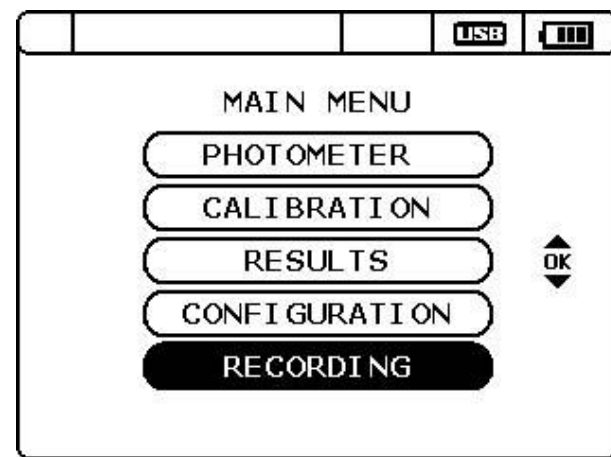 USB
MAIN MENU
PHOTOMETER
CALIBRATION
RESULTS
OK
CONFIGURATION
RECORDING